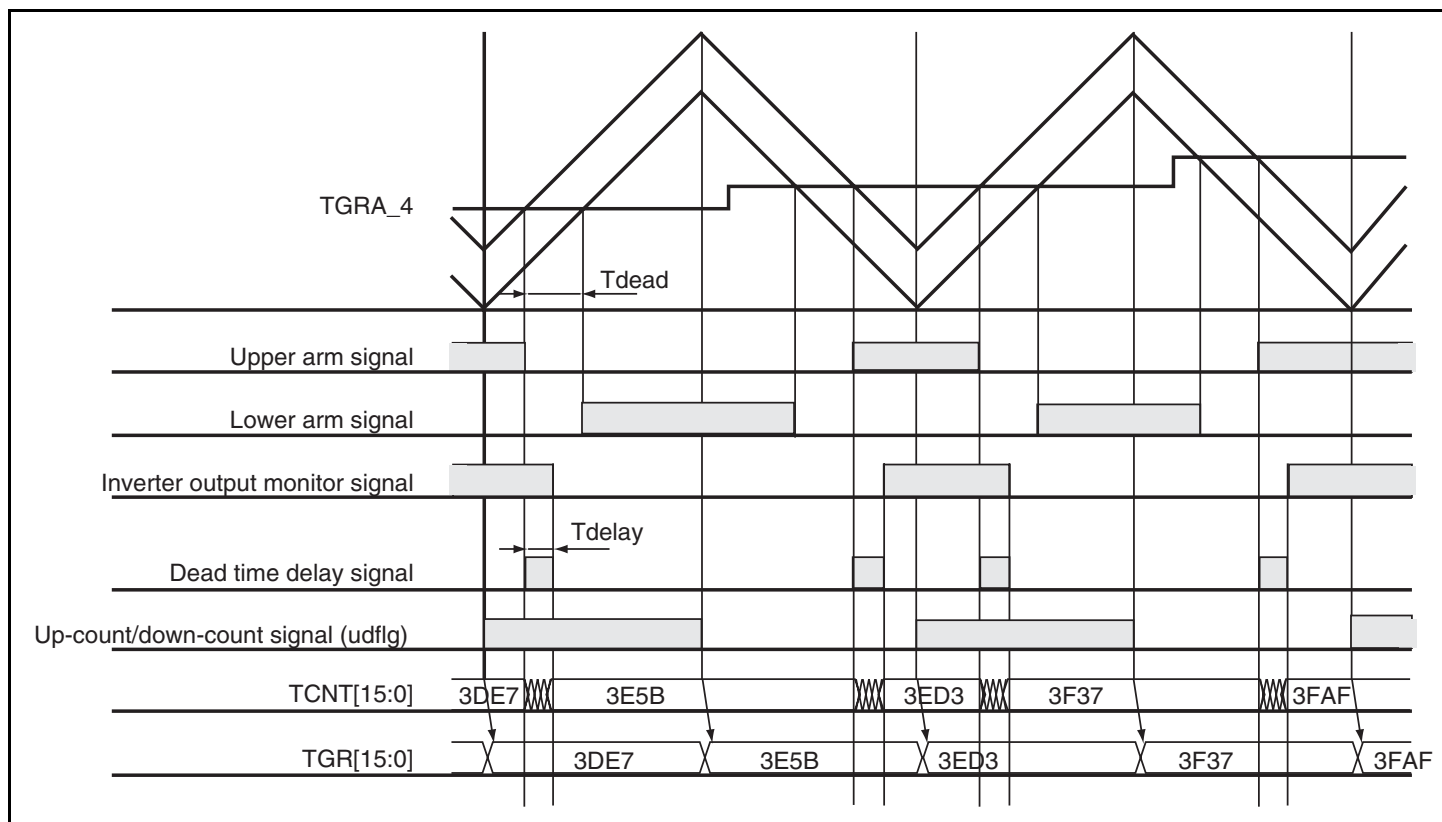 TGRA_4
Tdead
Upper arm signal
Lower arm signal
Inverter output monitor signal
Tdelay
Dead time delay signal
Up-count/down-count signal (udflg)
TCNT[15:0] 3DE7 3E5B 3ED3 3F37 3FAF
TGR[15:0] 3DE7 3E5B 3ED3 3F37 3FAF